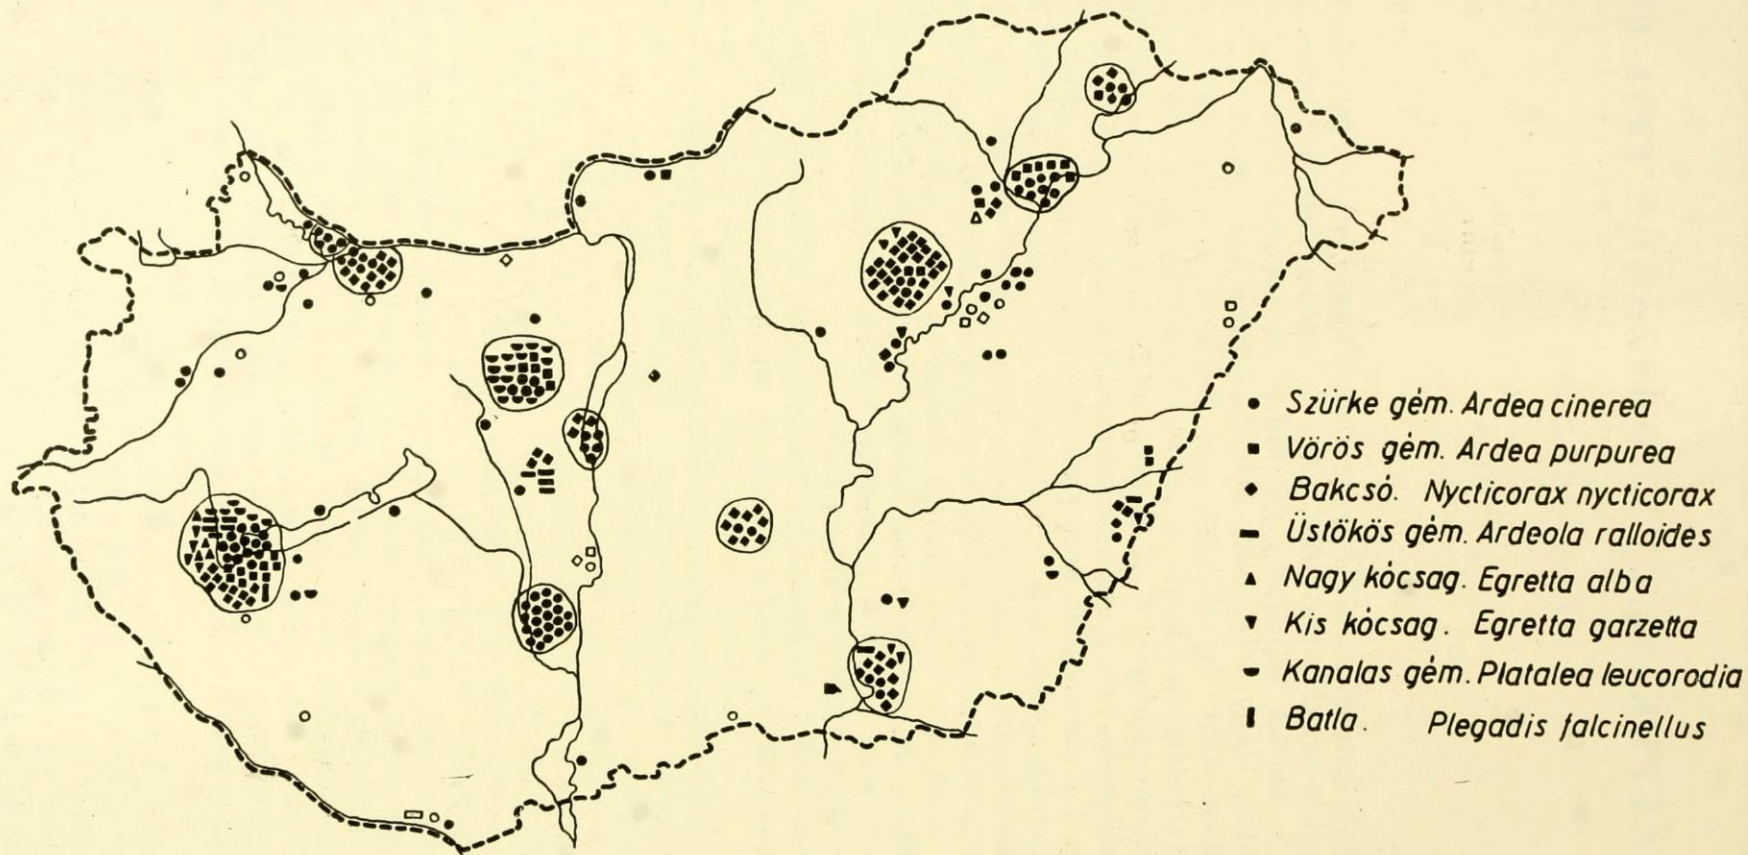 Szürke gém. Ardea cinerea
Vörös gém. Ardea purpurea
Bakcsó. Nycticorax nycticorax
Üstökös gém. Ardeola ralloides
Nagy kócsag. Egretta alba
Kis kócsag. Egretta garzetta
Kanalas gém. Platalea leucorodia
Batla. Plegadis falcinellus